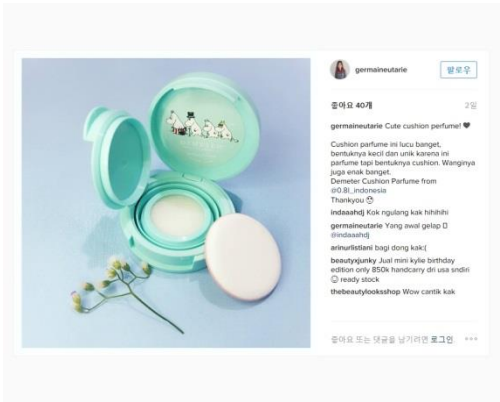 germaineutarie
팔로우
좋아요 40개
2일
germaineutarie Cute cushion perfume! 🖤
Cushion parfume ini lucu banget,
bentuknya kecil dan unik karena ini
parfume tapi bentuknya cushion. Wanginya
juga enak banget.
Demeter Cushion Parfume from
@0.8l_indonesia
Thankyou 😍
indaaahdj Kok ngulang kak hihihihi
germaineutarie Yang awal gelap
@indaaahdj
arinurlistiani bagi dong kak:(
beautyxjunky Jual mini kylie birthday
edition only 850k handcarry dri usa sndiri
☺ ready stock
thebeautylooksshop Wow cantik kak
좋아요 또는 댓글을 남기려면 로그인